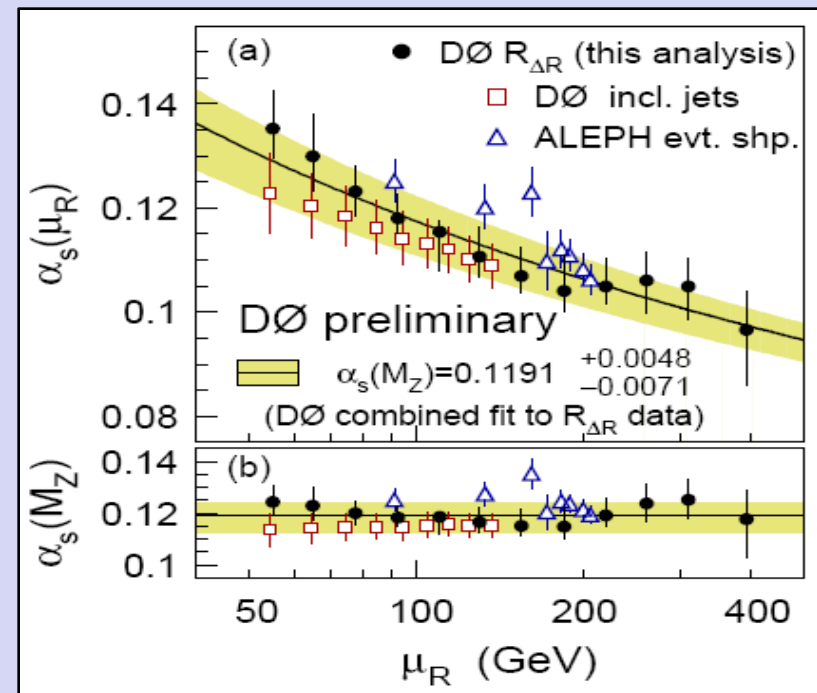 (a)
DØ R_ΔR (this analysis)
DØ incl. jets
ALEPH evt. shp.
0.14
0.12
0.1
0.08
α_s(μ_R)
DØ preliminary
α_s(M_Z)=0.1191 +0.0048 −0.0071
(DØ combined fit to R_ΔR data)
(b)
0.14
0.12
0.1
α_s(M_Z)
50 100 200 400
μ_R (GeV)